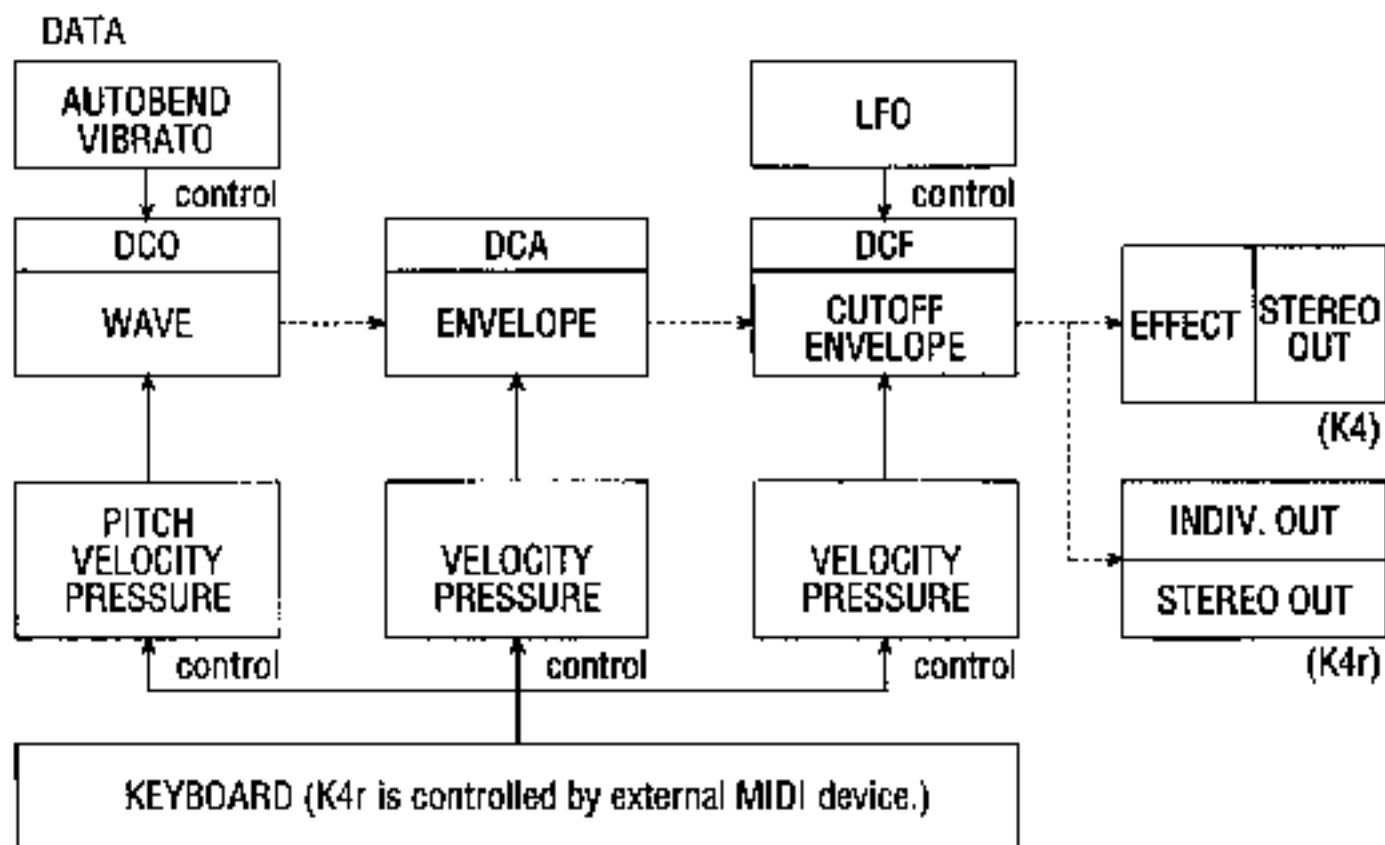 DATA
AUTOBEND
VIBRATO
LFO
control
control
DCO
DCA
DCF
WAVE
ENVELOPE
CUTOFF
ENVELOPE
EFFECT
STEREO
OUT
(K4)
PITCH
VELOCITY
PRESSURE
VELOCITY
PRESSURE
VELOCITY
PRESSURE
INDIV. OUT
STEREO OUT
(K4r)
control
control
control
KEYBOARD (K4r is controlled by external MIDI device.)